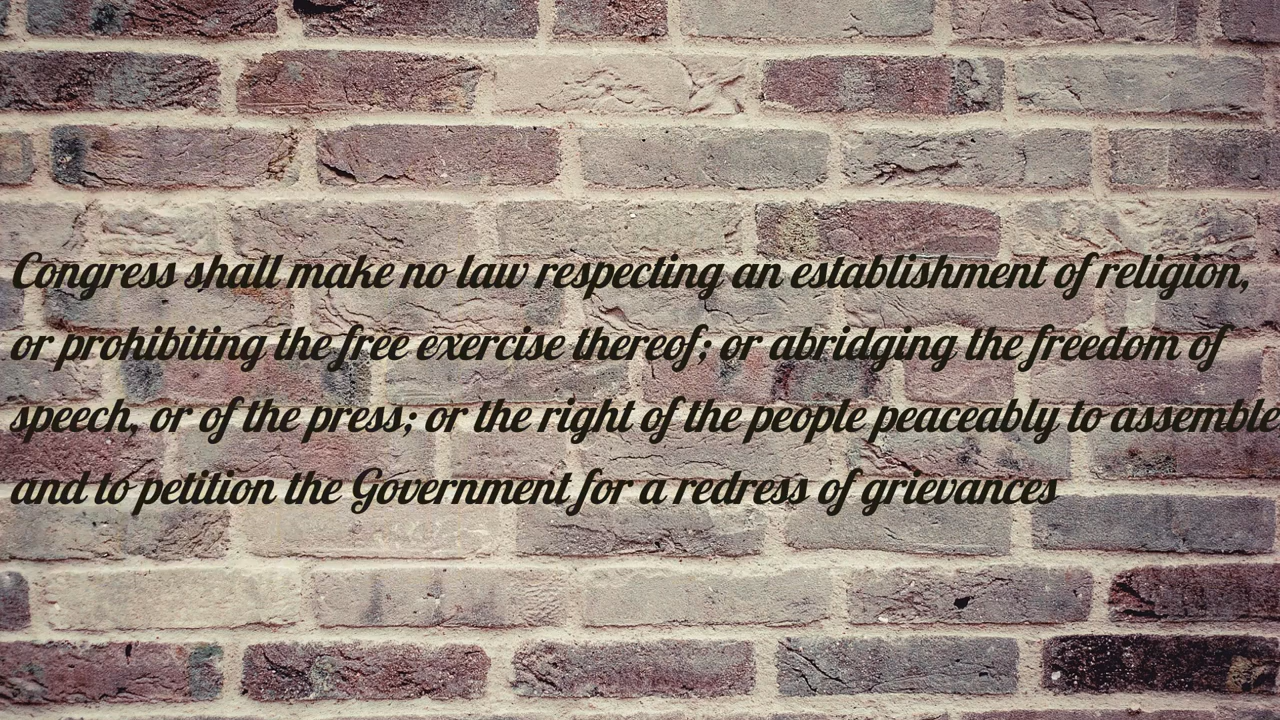 Congress shall make no law respecting an establishment of religion,
or prohibiting the free exercise thereof; or abridging the freedom of
speech, or of the press; or the right of the people peaceably to assemble,
and to petition the Government for a redress of grievances